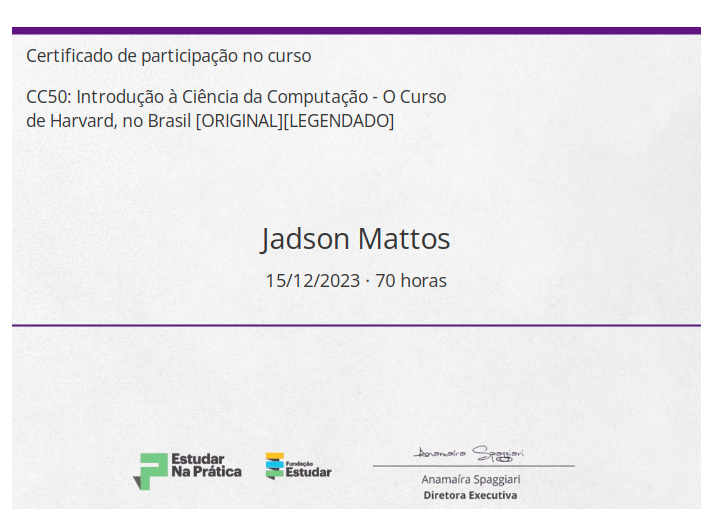 Certificado de participação no curso
CC50: Introdução à Ciência da Computação - O Curso
de Harvard, no Brasil [ORIGINAL][LEGENDADO]
Jadson Mattos
15/12/2023 · 70 horas
Estudar
Na Prática
Fundação
Estudar
Anamaíra Spaggiari
Anamaíra Spaggiari
Diretora Executiva